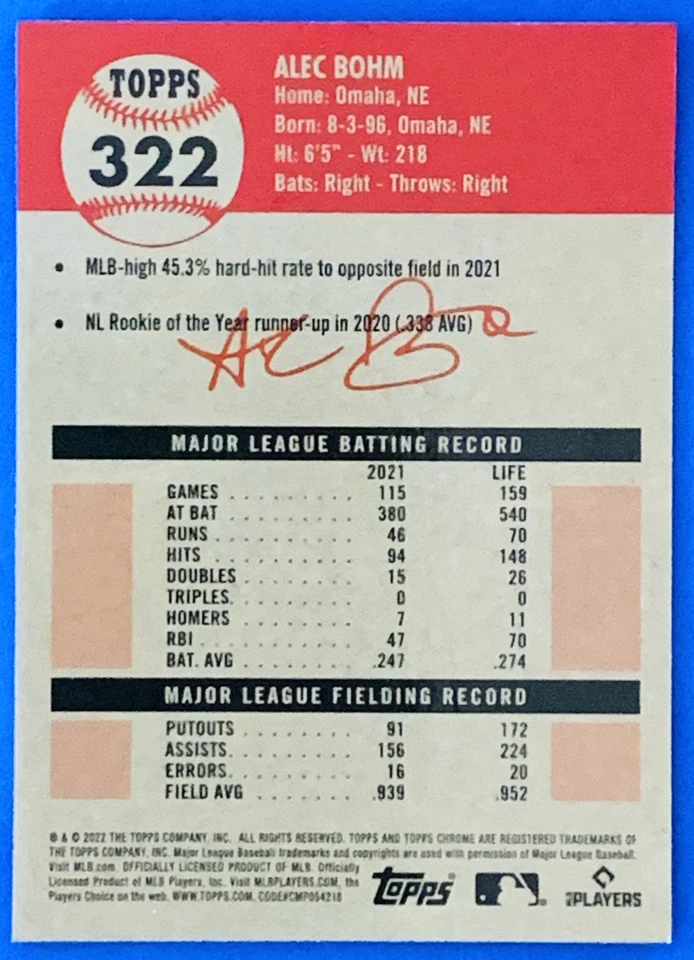 TOPPS
322
ALEC BOHM
Home: Omaha, NE
Born: 8-3-96, Omaha, NE
Ht: 6'5" - Wt: 218
Bats: Right - Throws: Right
• MLB-high 45.3% hard-hit rate to opposite field in 2021
• NL Rookie of the Year runner-up in 2020 (.338 AVG)
MAJOR LEAGUE BATTING RECORD
2021 LIFE
GAMES . . . . . . . . . 115 159
AT BAT . . . . . . . . . 380 540
RUNS . . . . . . . . . . 46 70
HITS . . . . . . . . . . 94 148
DOUBLES . . . . . . . . 15 26
TRIPLES. . . . . . . . . 0 0
HOMERS . . . . . . . . 7 11
RBI . . . . . . . . . . . 47 70
BAT. AVG . . . . . . . . .247 .274
MAJOR LEAGUE FIELDING RECORD
PUTOUTS . . . . . . . . 91 172
ASSISTS. . . . . . . . . 156 224
ERRORS. . . . . . . . . 16 20
FIELD AVG . . . . . . . .939 .952
® & © 2022 THE TOPPS COMPANY, INC. ALL RIGHTS RESERVED. TOPPS AND TOPPS CHROME ARE REGISTERED TRADEMARKS OF
THE TOPPS COMPANY, INC. Major League Baseball trademarks and copyrights are used with permission of Major League Baseball.
Visit MLB.com. OFFICIALLY LICENSED PRODUCT OF MLB. Officially
Licensed Product of MLB Players, Inc. Visit MLBPLAYERS.COM, the
Players Choice on the web. WWW.TOPPS.COM. CODE#CMP054218
topps
PLAYERS